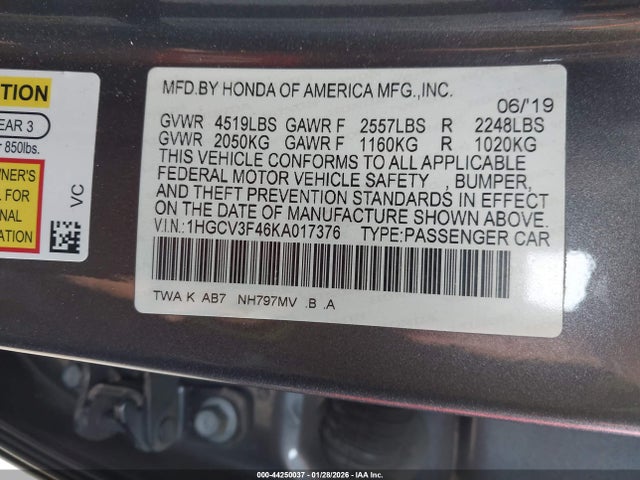 TION
EAR 3
r 850lbs.
WNER'S
L FOR
NAL
ATION
VC
MFD.BY HONDA OF AMERICA MFG.,INC.
06/'19
GVWR 4519LBS GAWR F 2557LBS R 2248LBS
GVWR 2050KG GAWR F 1160KG R 1020KG
THIS VEHICLE CONFORMS TO ALL APPLICABLE
FEDERAL MOTOR VEHICLE SAFETY , BUMPER,
AND THEFT PREVENTION STANDARDS IN EFFECT
ON THE DATE OF MANUFACTURE SHOWN ABOVE.
V.I.N.:1HGCV3F46KA017376 TYPE:PASSENGER CAR
TWA K AB7 NH797MV .B .A
000-44250037 - 01/28/2026 - IAA Inc.